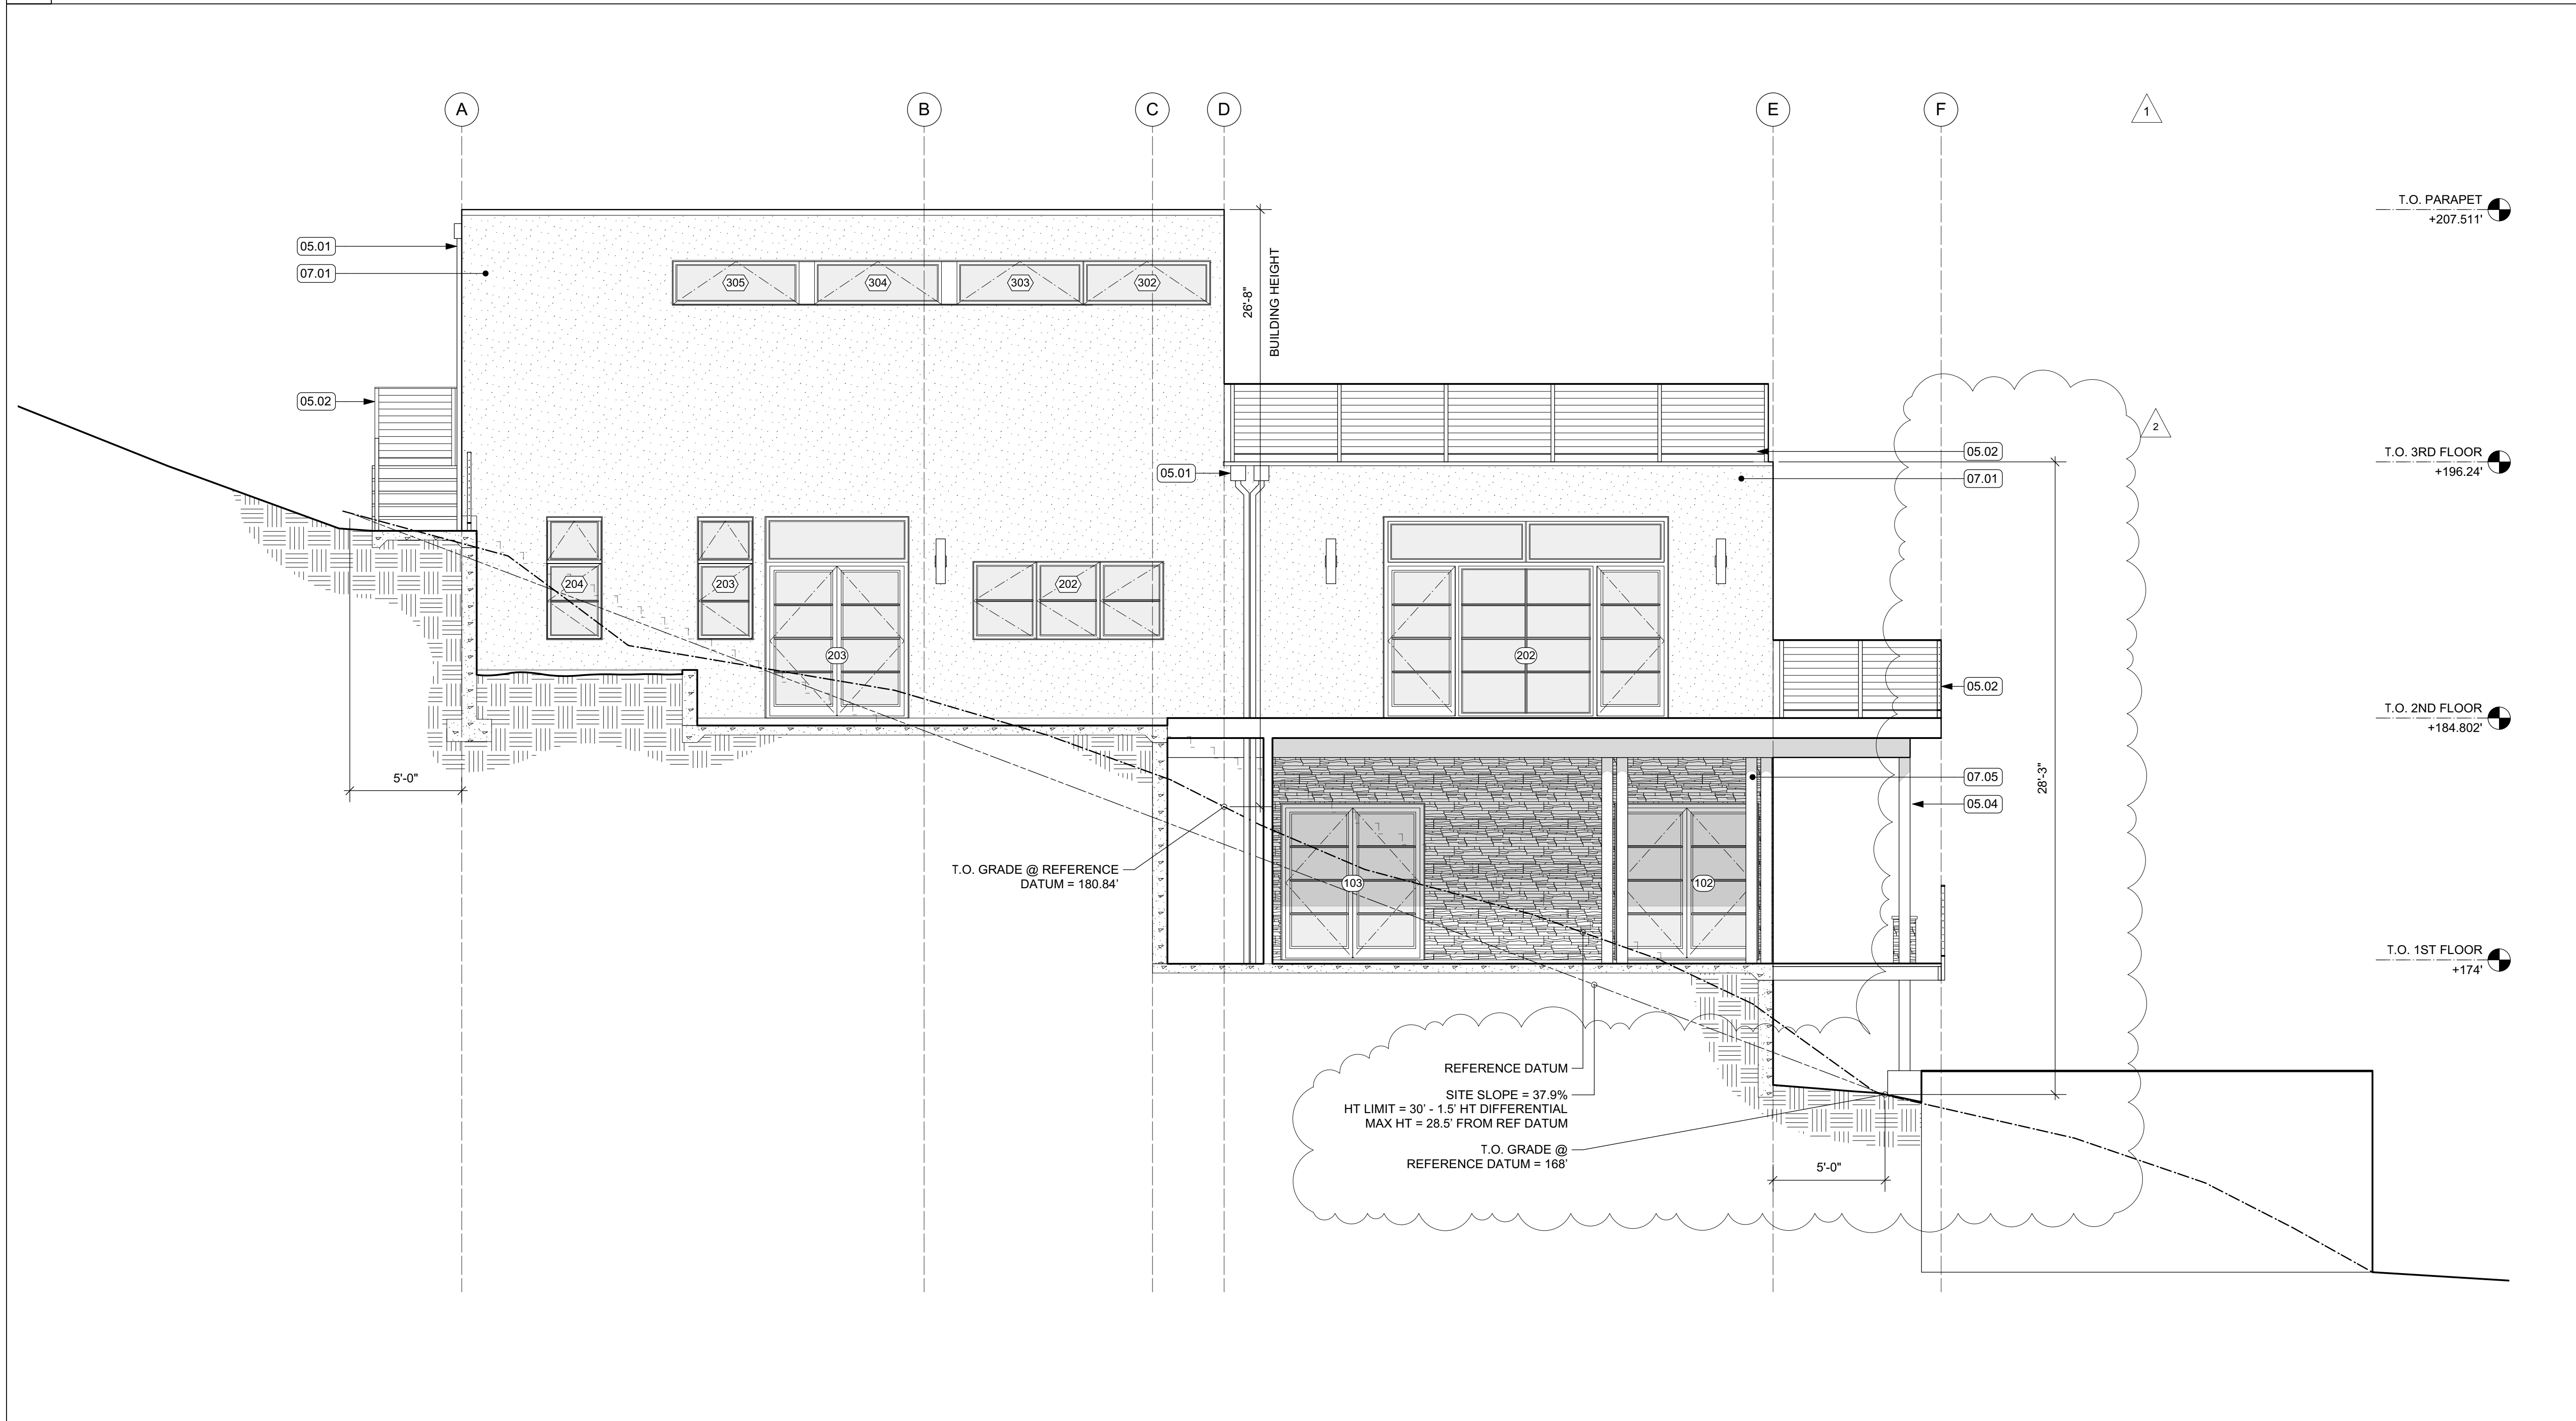 A
B
C
D
E
F
1
T.O. PARAPET
+207.511'
05.01
07.01
305
304
303
302
26'-8"
BUILDING HEIGHT
05.02
2
05.02
T.O. 3RD FLOOR
+196.24'
05.01
07.01
204
203
202
203
202
05.02
T.O. 2ND FLOOR
+184.802'
5'-0"
07.05
28'-3"
05.04
T.O. GRADE @ REFERENCE
DATUM = 180.84'
103
102
T.O. 1ST FLOOR
+174'
REFERENCE DATUM
SITE SLOPE = 37.9%
HT LIMIT = 30' - 1.5' HT DIFFERENTIAL
MAX HT = 28.5' FROM REF DATUM
T.O. GRADE @
REFERENCE DATUM = 168'
5'-0"